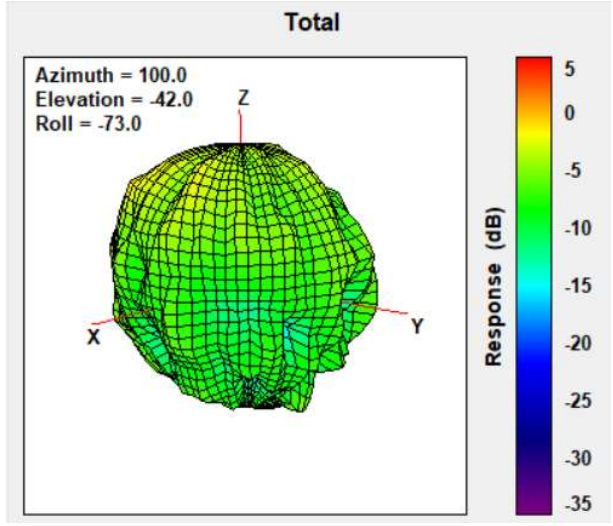 Total
Azimuth = 100.0
Elevation = -42.0
Roll = -73.0
Z
X
Y
Response (dB)
5
0
-5
-10
-15
-20
-25
-30
-35